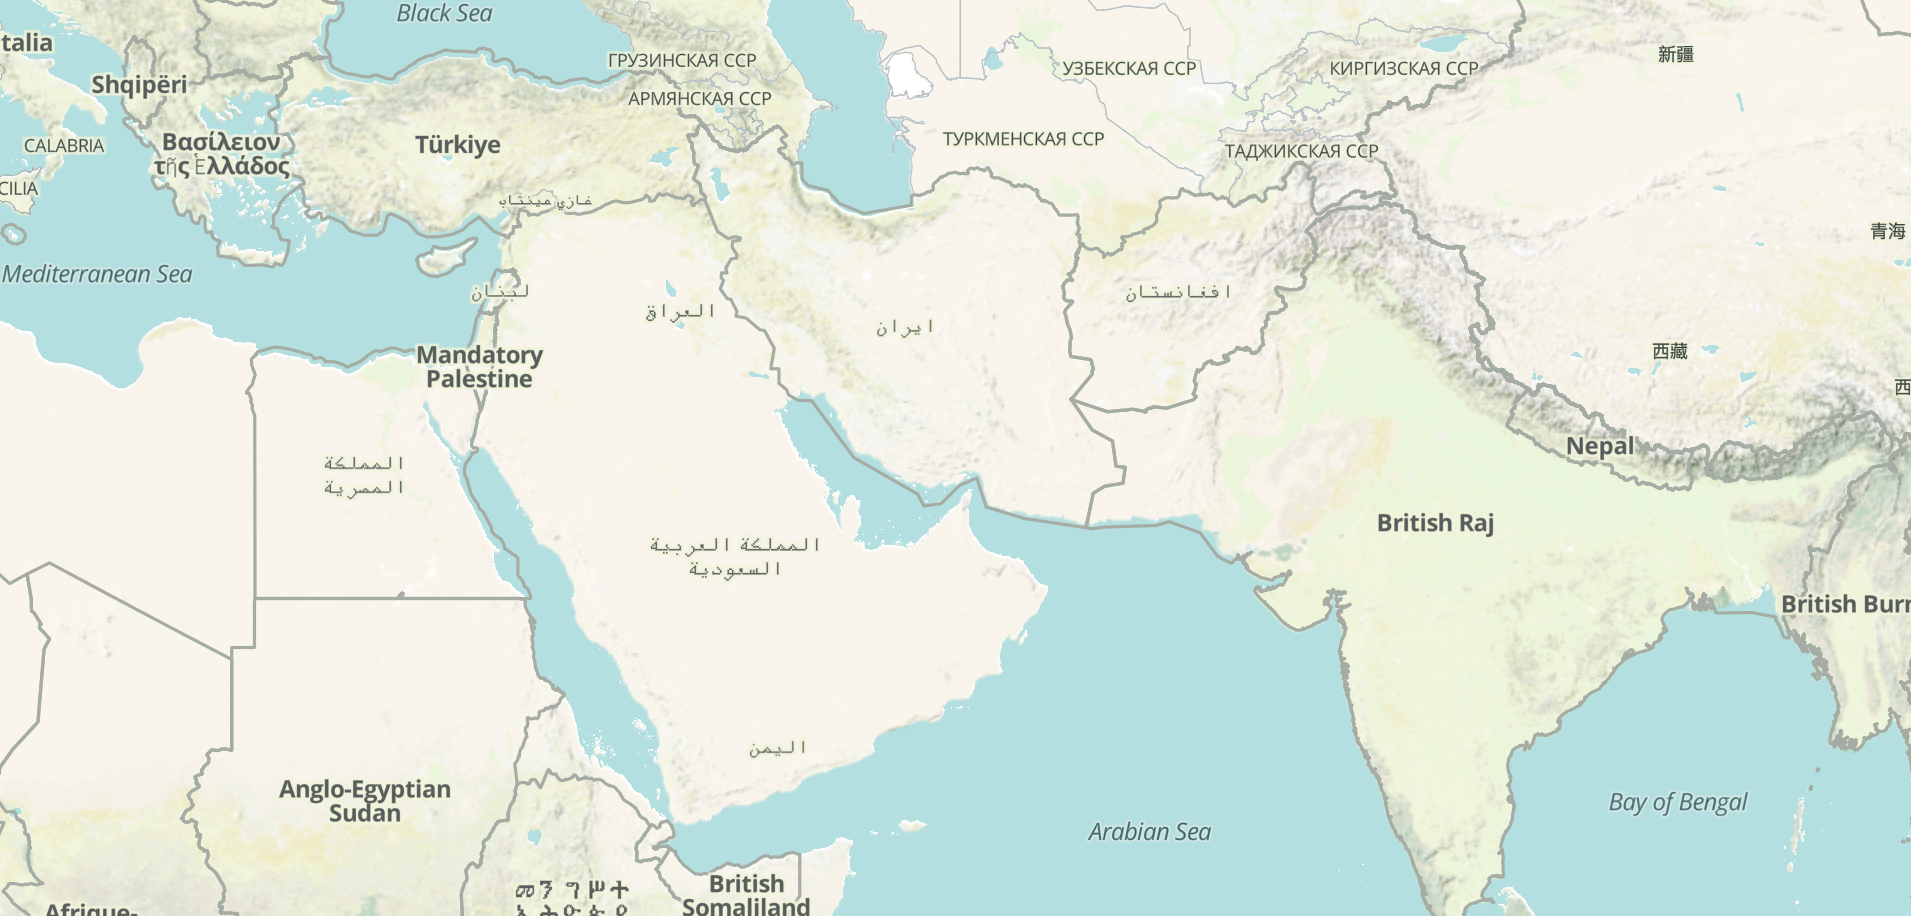 Black Sea
talia
ГРУЗИНСКАЯ ССР
УЗБЕКСКАЯ ССР
КИРГИЗСКАЯ ССР
新疆
Shqipëri
АРМЯНСКАЯ ССР
CALABRIA
Βασίλειον
τῆς Ἑλλάδος
Türkiye
ТУРКМЕНСКАЯ ССР
ТАДЖИКСКАЯ ССР
CILIA
غازي عينتاب
青海
Mediterranean Sea
لبنان
العراق
ايران
افغانستان
Mandatory
Palestine
西藏
西
المملكة
المصرية
Nepal
British Raj
المملكة العربية
السعودية
British Burr
اليمن
Anglo-Egyptian
Sudan
Arabian Sea
Bay of Bengal
መንግሥተ
British
Somaliland
Afrique-